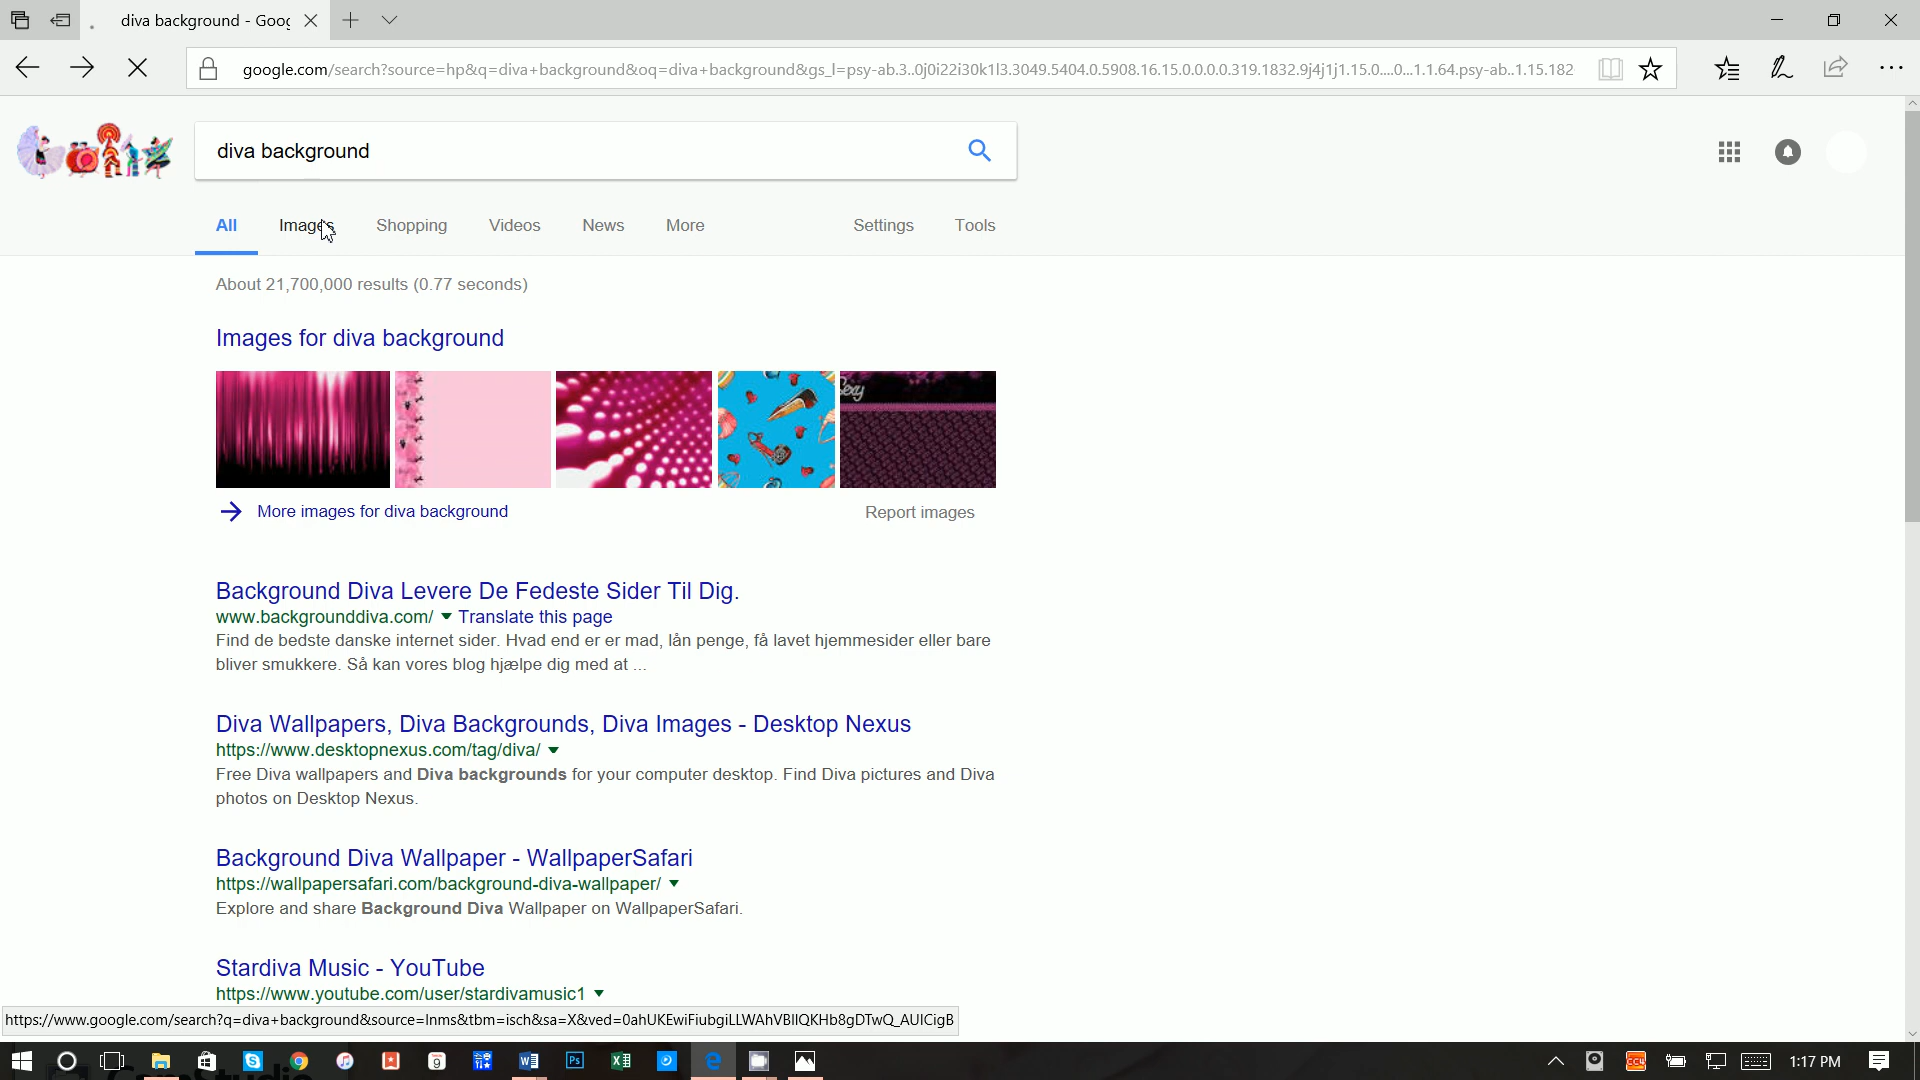 diva background - Goog
google.com/search?source=hp&q=diva+background&oq=diva+background&gs_l=psy-ab.3..0j0i22i30k1l3.3049.5404.0.5908.16.15.0.0.0.0.319.1832.9j4j1j1.15.0....0...1.1.64.psy-ab..1.15.182
diva background
All Images Shopping Videos News More Settings Tools
About 21,700,000 results (0.77 seconds)
Images for diva background
Sexy
More images for diva background Report images
Background Diva Levere De Fedeste Sider Til Dig.
www.backgrounddiva.com/ Translate this page
Find de bedste danske internet sider. Hvad end er er mad, lån penge, få lavet hjemmesider eller bare
bliver smukkere. Så kan vores blog hjælpe dig med at ...
Diva Wallpapers, Diva Backgrounds, Diva Images - Desktop Nexus
https://www.desktopnexus.com/tag/diva/
Free Diva wallpapers and Diva backgrounds for your computer desktop. Find Diva pictures and Diva
photos on Desktop Nexus.
Background Diva Wallpaper - WallpaperSafari
https://wallpapersafari.com/background-diva-wallpaper/
Explore and share Background Diva Wallpaper on WallpaperSafari.
Stardiva Music - YouTube
https://www.youtube.com/user/stardivamusic1
https://www.google.com/search?q=diva+background&source=lnms&tbm=isch&sa=X&ved=0ahUKEwiFiubgiLLWAhVBIIQKHb8gDTwQ_AUICigB
9 Ps CC4 1:17 PM
CamStudio